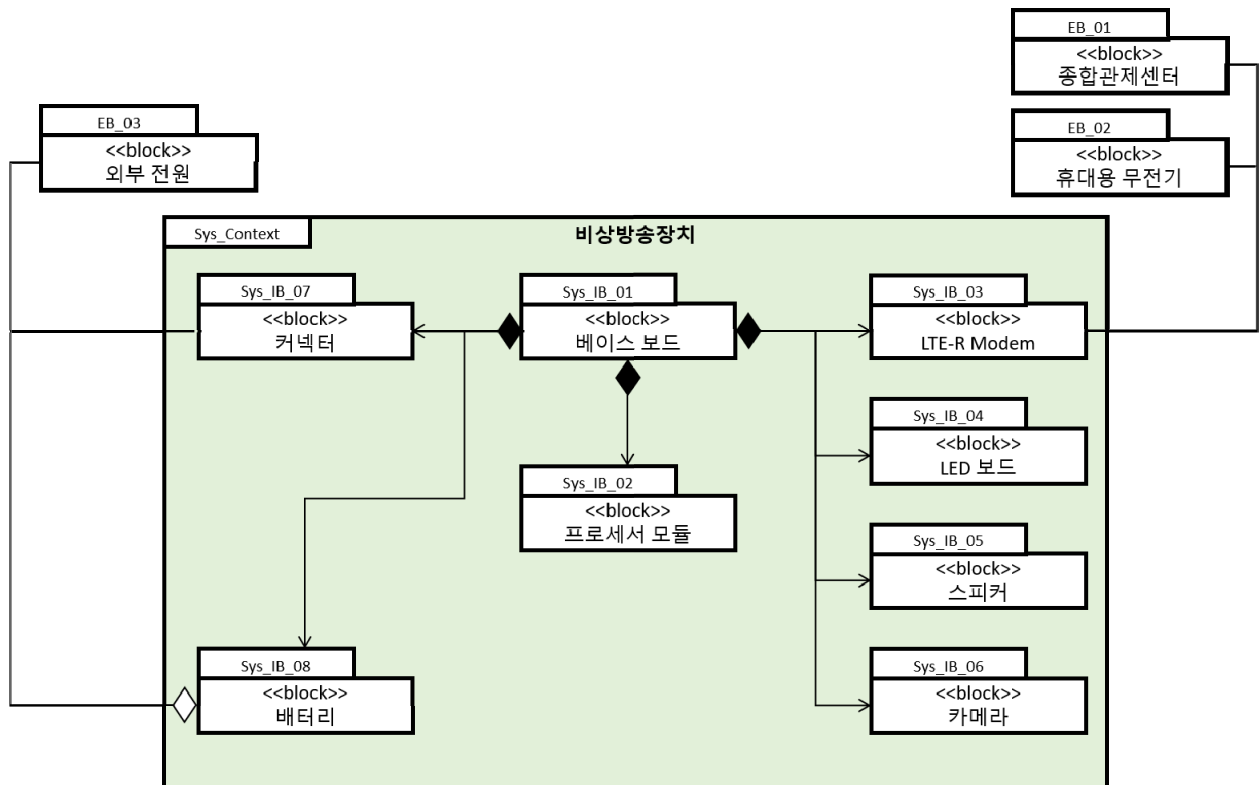 EB_01
<<block>>
종합관제센터
EB_02
<<block>>
휴대용 무전기
EB_03
<<block>>
외부 전원
Sys_Context
비상방송장치
Sys_IB_07
<<block>>
커넥터
Sys_IB_01
<<block>>
베이스 보드
Sys_IB_03
<<block>>
LTE-R Modem
Sys_IB_04
<<block>>
LED 보드
Sys_IB_02
<<block>>
프로세서 모듈
Sys_IB_05
<<block>>
스피커
Sys_IB_08
<<block>>
배터리
Sys_IB_06
<<block>>
카메라